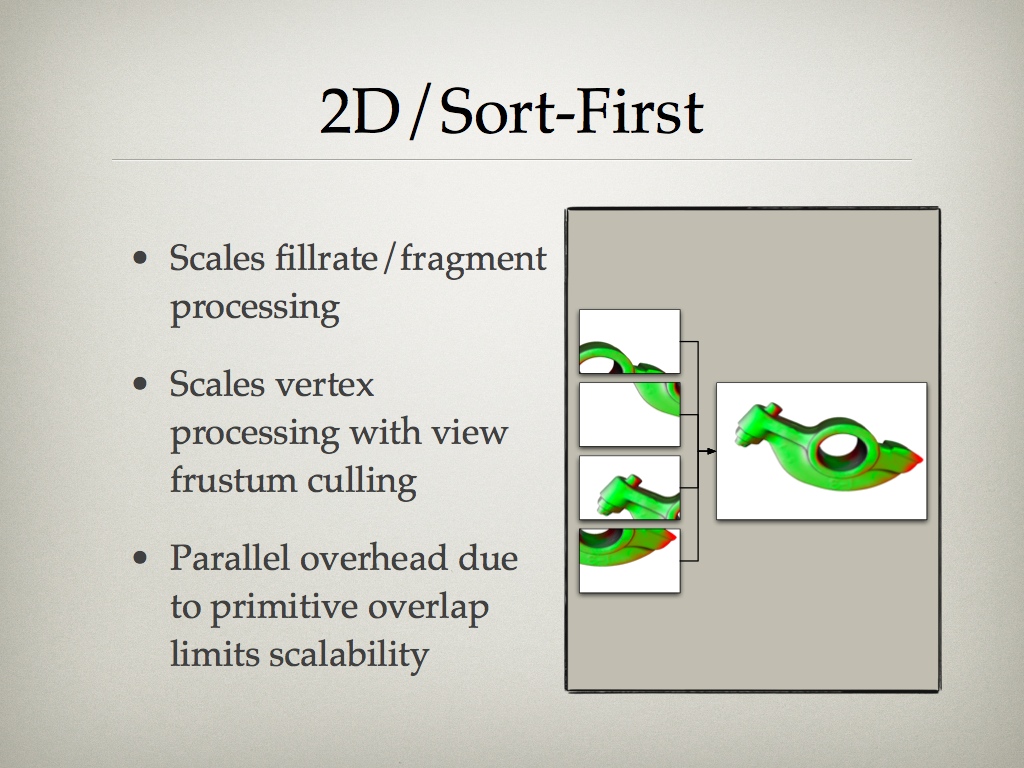 2D/Sort-First
• Scales fillrate/fragment
processing
• Scales vertex
processing with view
frustum culling
• Parallel overhead due
to primitive overlap
limits scalability